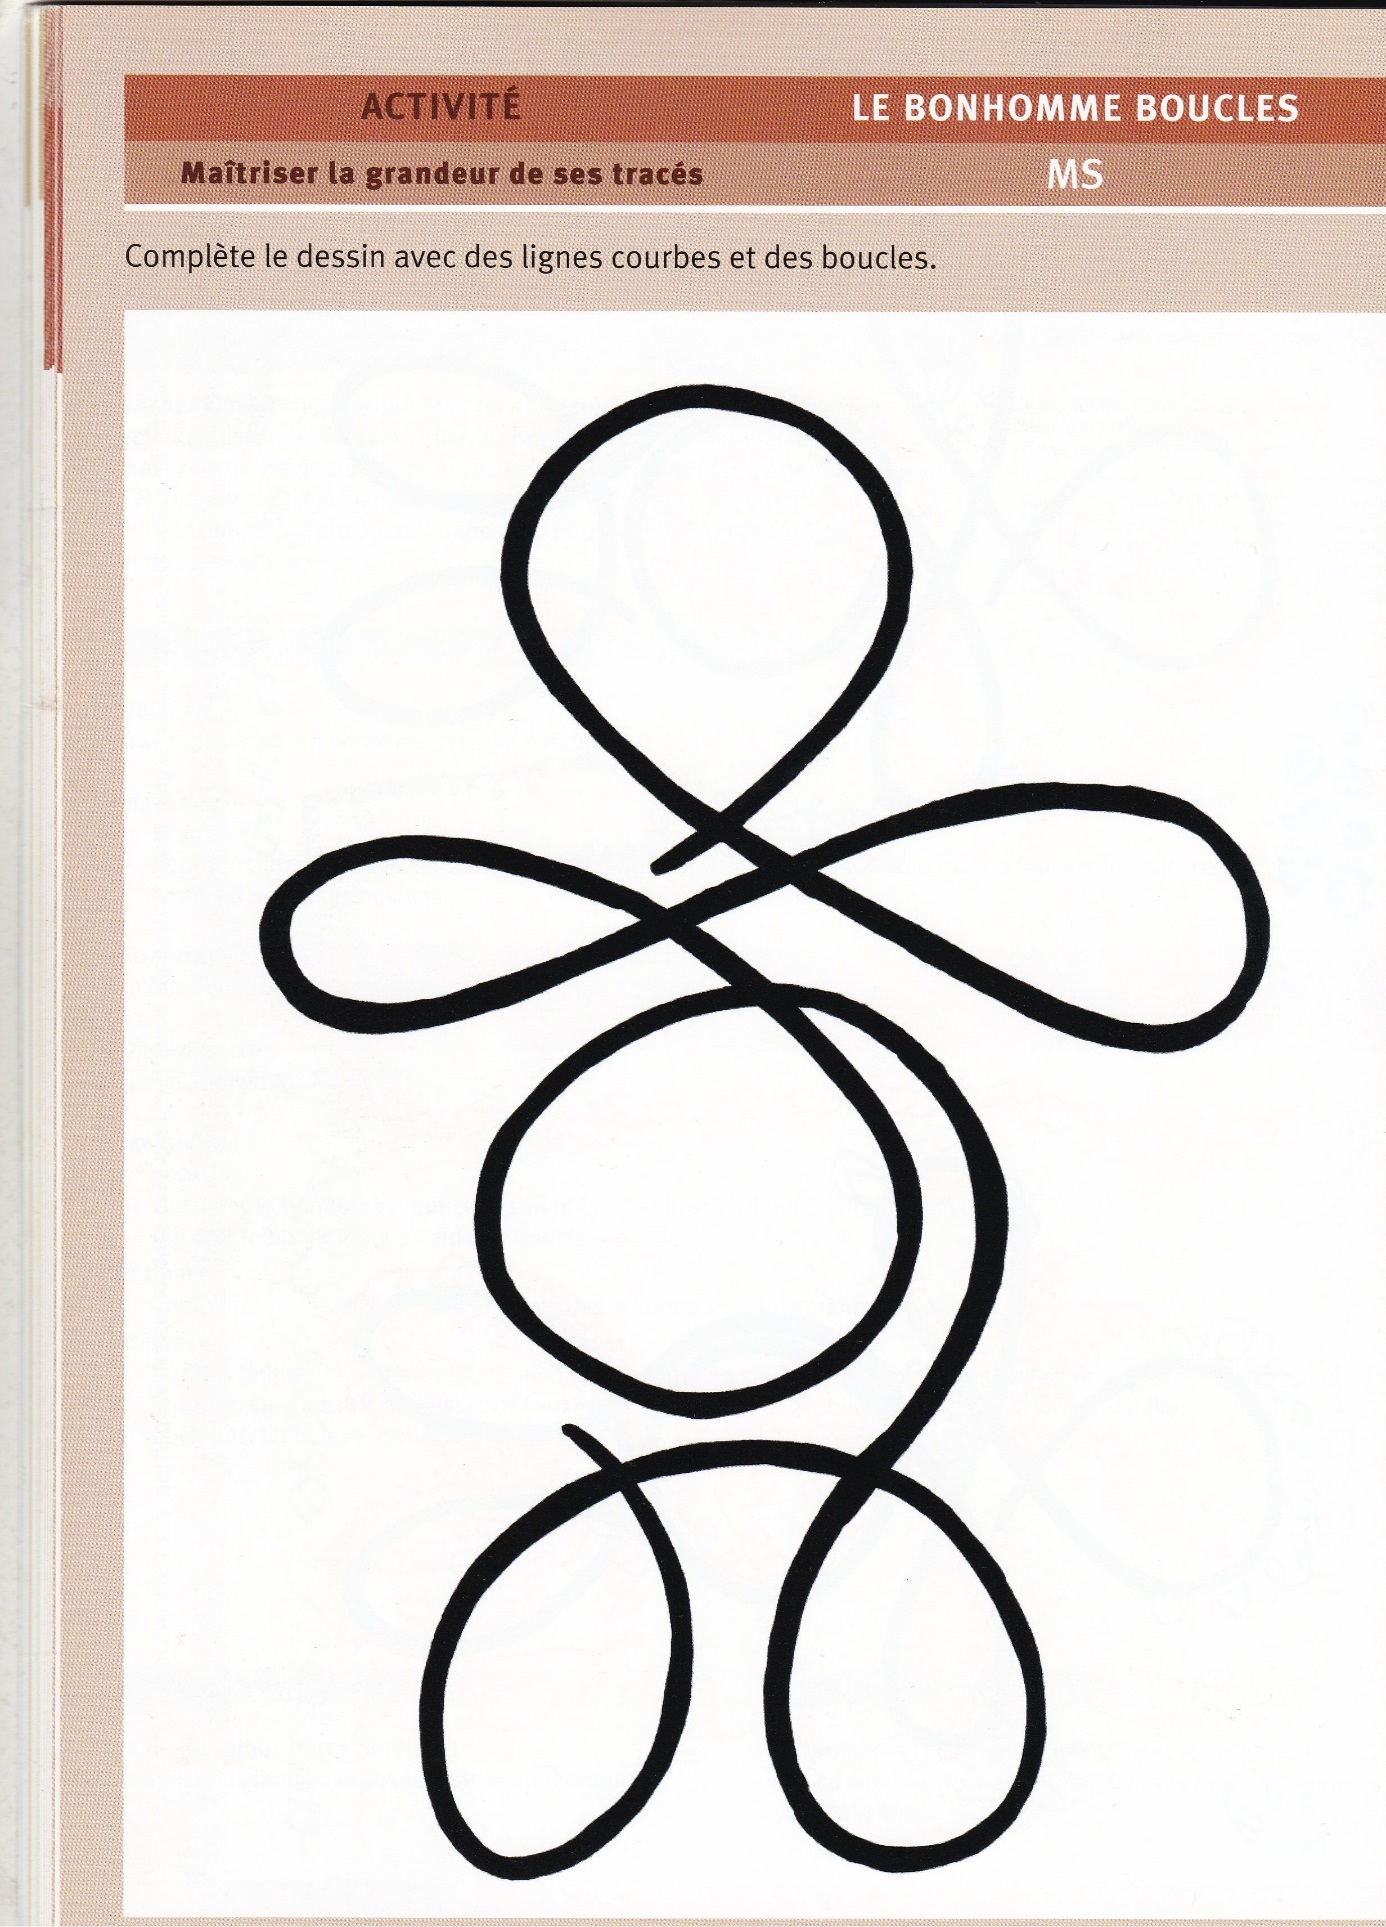 ACTIVITÉ
LE BONHOMME BOUCLES
Maîtriser la grandeur de ses tracés
MS
Complète le dessin avec des lignes courbes et des boucles.